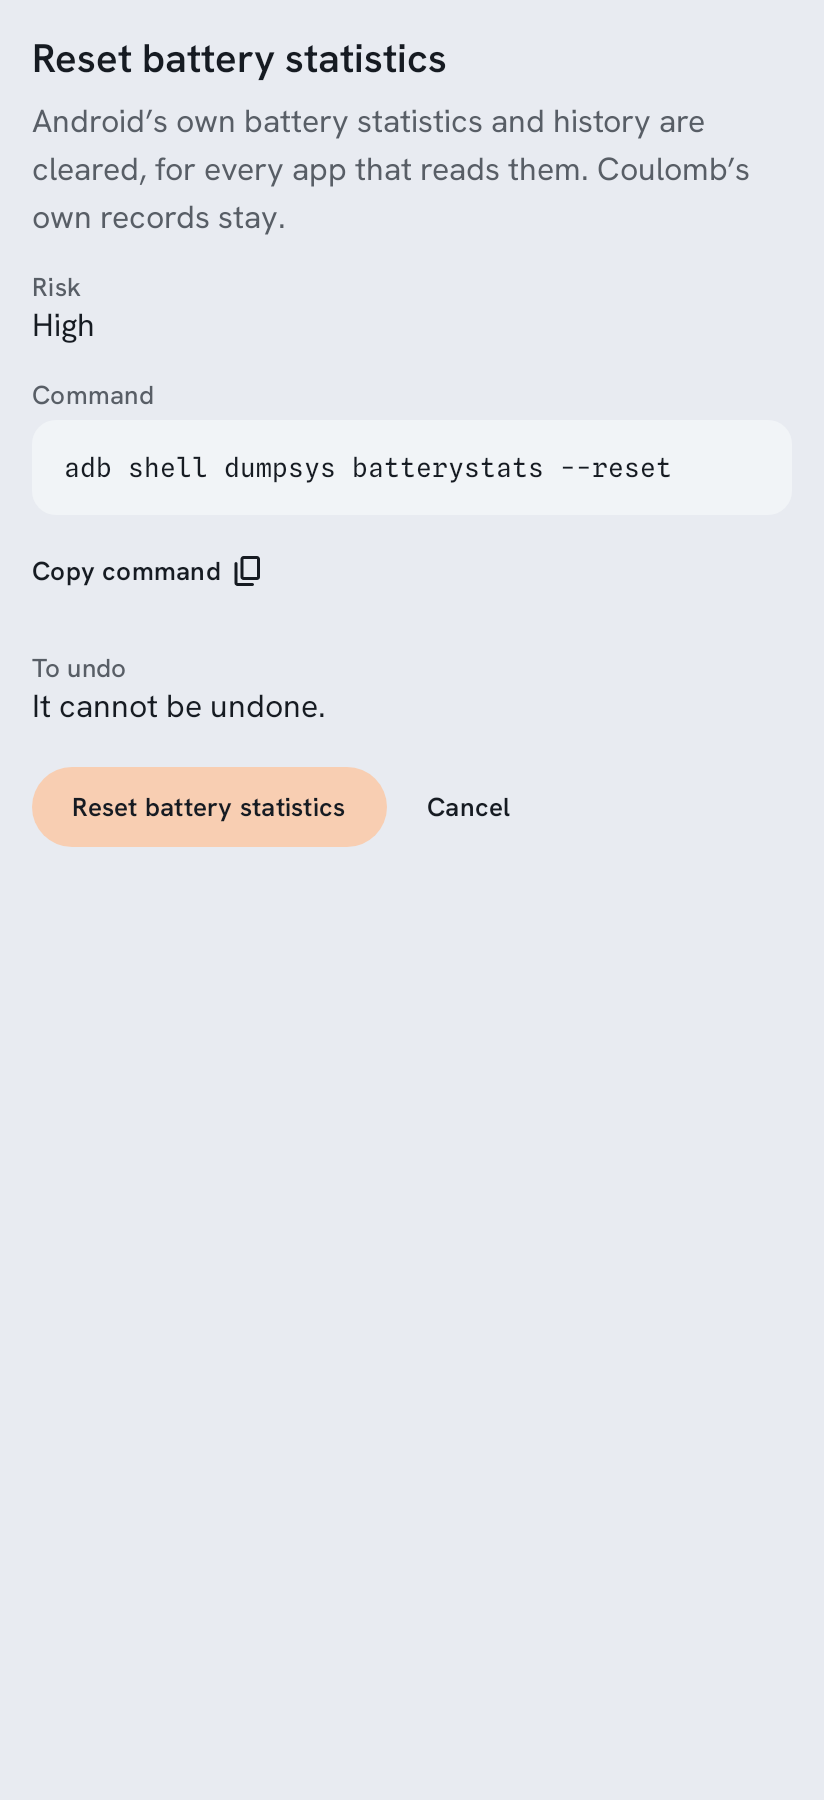 Reset battery statistics
Android’s own battery statistics and history are
cleared, for every app that reads them. Coulomb’s
own records stay.
Risk
High
Command
adb shell dumpsys batterystats --reset
Copy command
To undo
It cannot be undone.
Reset battery statistics
Cancel